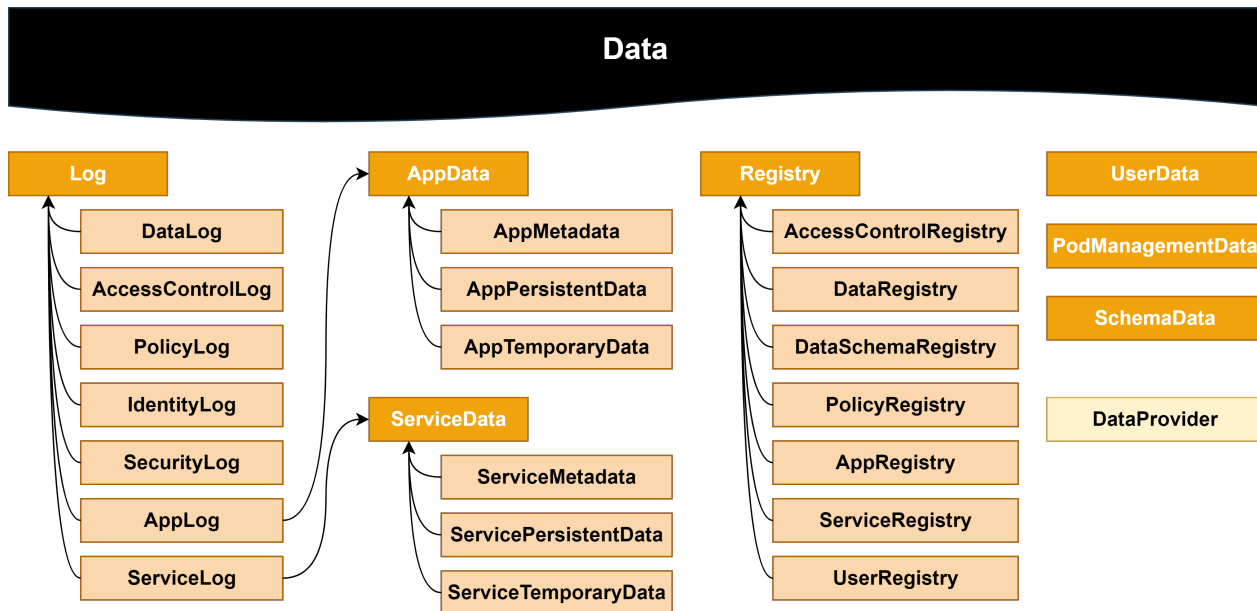 Data
Log
DataLog
AccessControlLog
PolicyLog
IdentityLog
SecurityLog
AppLog
ServiceLog
AppData
AppMetadata
AppPersistentData
AppTemporaryData
ServiceData
ServiceMetadata
ServicePersistentData
ServiceTemporaryData
Registry
AccessControlRegistry
DataRegistry
DataSchemaRegistry
PolicyRegistry
AppRegistry
ServiceRegistry
UserRegistry
UserData
PodManagementData
SchemaData
DataProvider